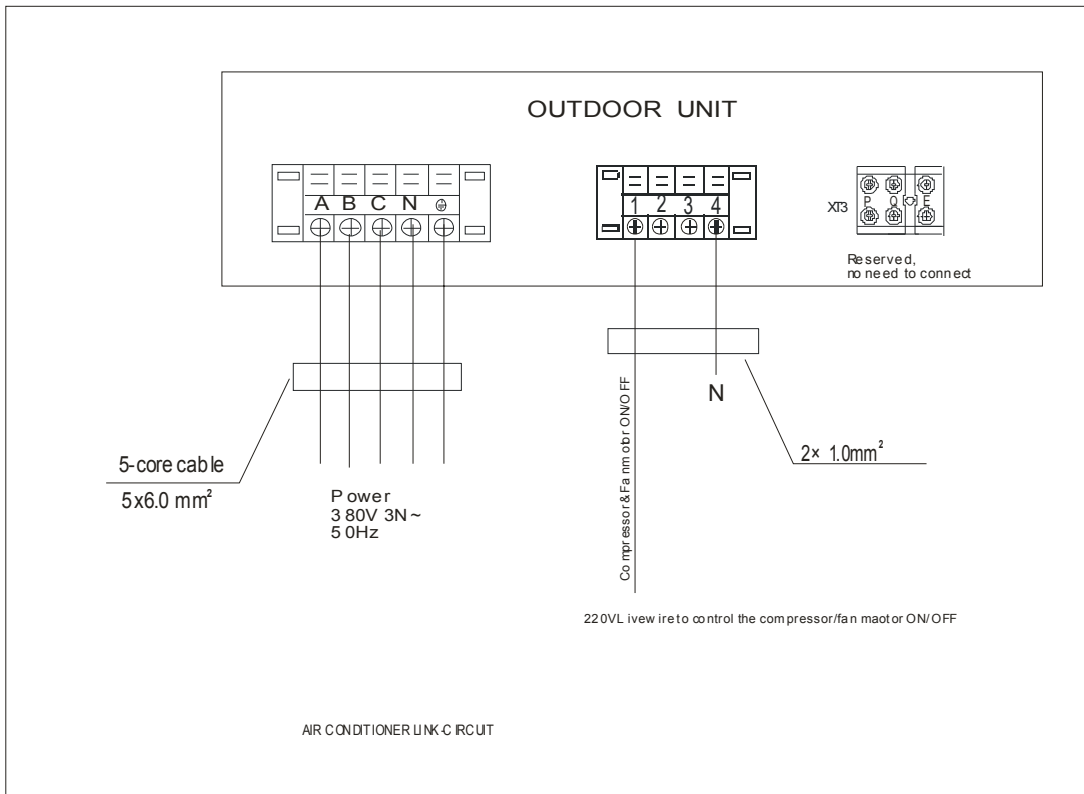 OUTDOOR UNIT
A B C N
1 2 3 4
XT3
P Q E
Reserved,
no need to connect
Compressor&Fanmotor ON/OFF
N
5-core cable
5x6.0 mm²
Power
380V 3N~
50Hz
2× 1.0mm²
220VL ivew ire to control the compressor/fan maotor ON/OFF
AIR CONDITIONER LINK-CIRCUIT